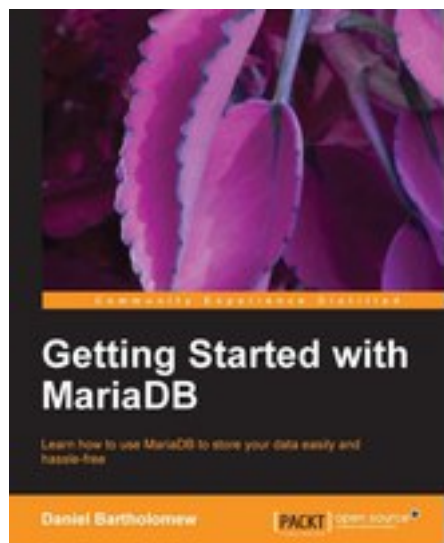 Community Experience Distilled
Getting Started with
MariaDB
Learn how to use MariaDB to store your data easily and
hassle-free
Daniel Bartholomew
[PACKT] open source